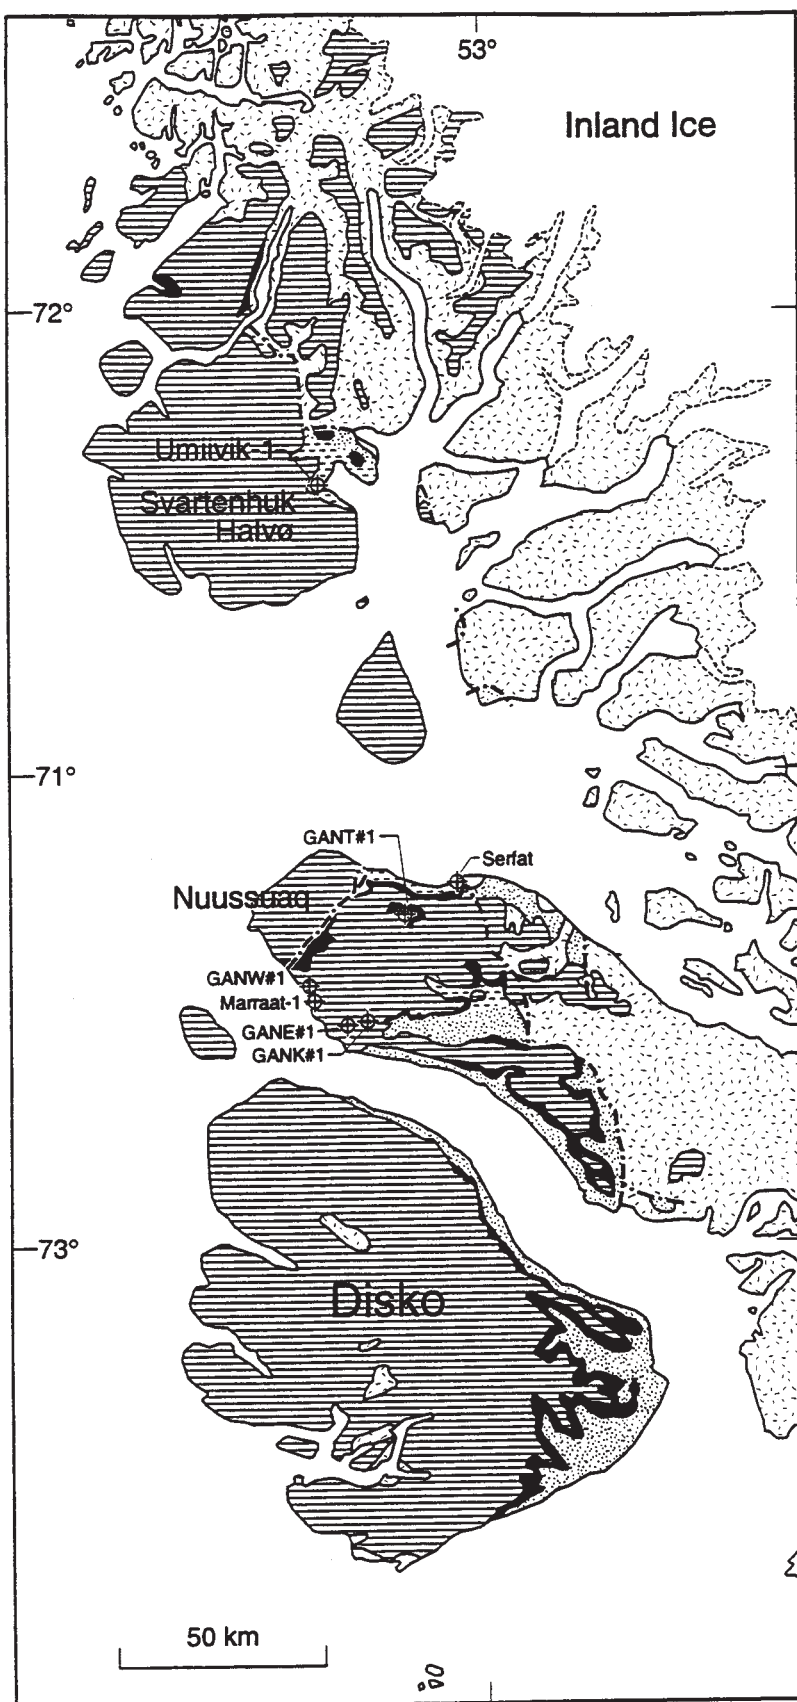 53°
Inland Ice
72°
Umiivik-1
Svartenhuk
Halvø
71°
GANT#1
Serfat
Nuussuaq
GANW#1
Marraat-1
GANE#1
GANK#1
73°
Disko
50 km